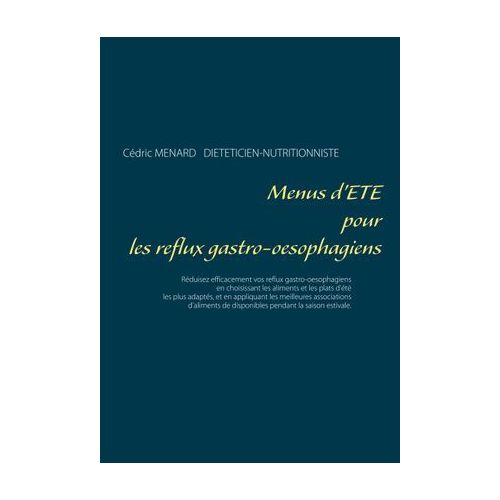 Cédric MENARD DIETETICIEN-NUTRITIONNISTE
Menus d'ETE
pour
les reflux gastro-oesophagiens
Réduisez efficacement vos reflux gastro-oesophagiens
en choisissant les aliments et les plats d'été
les plus adaptés, et en appliquant les meilleures associations
d'aliments de disponibles pendant la saison estivale.